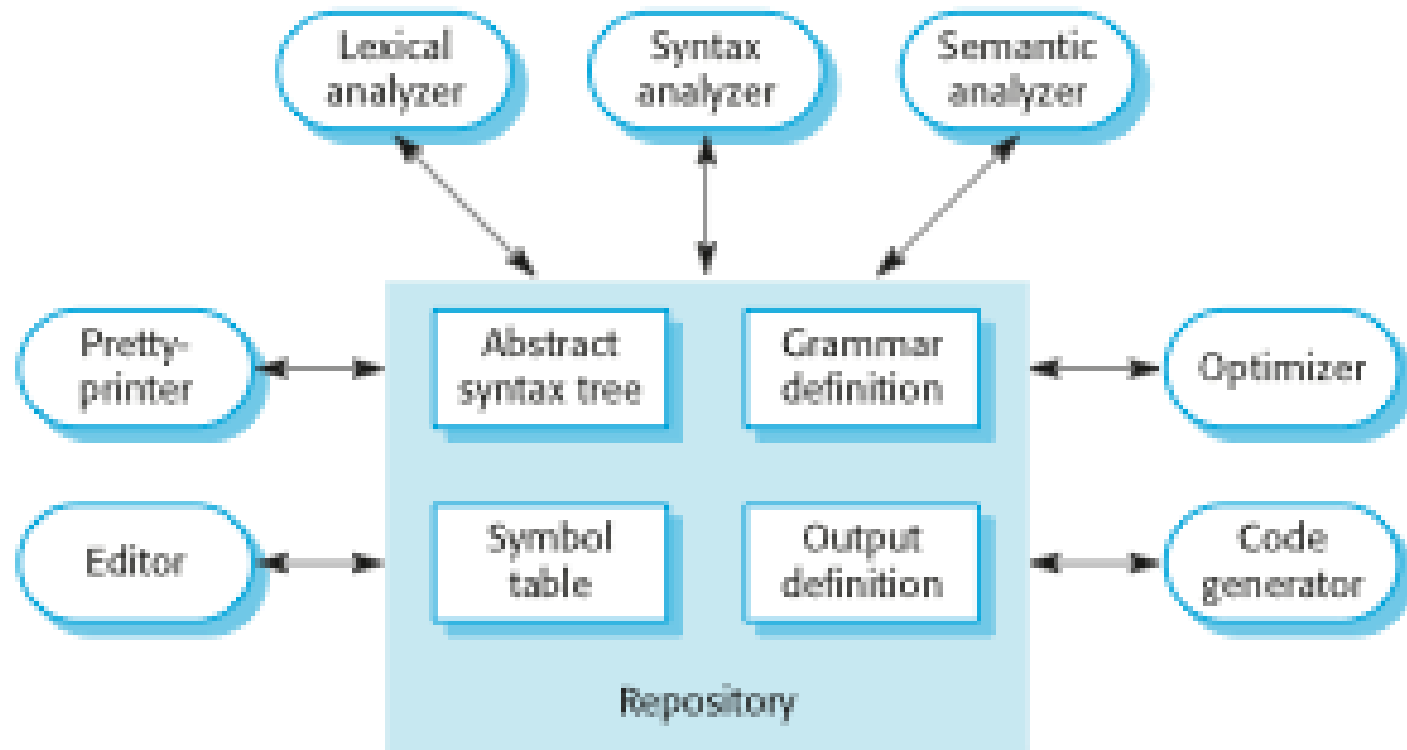 Lexical
analyzer
Syntax
analyzer
Semantic
analyzer
Pretty-
printer
Abstract
syntax tree
Grammar
definition
Optimizer
Editor
Symbol
table
Output
definition
Code
generator
Repository